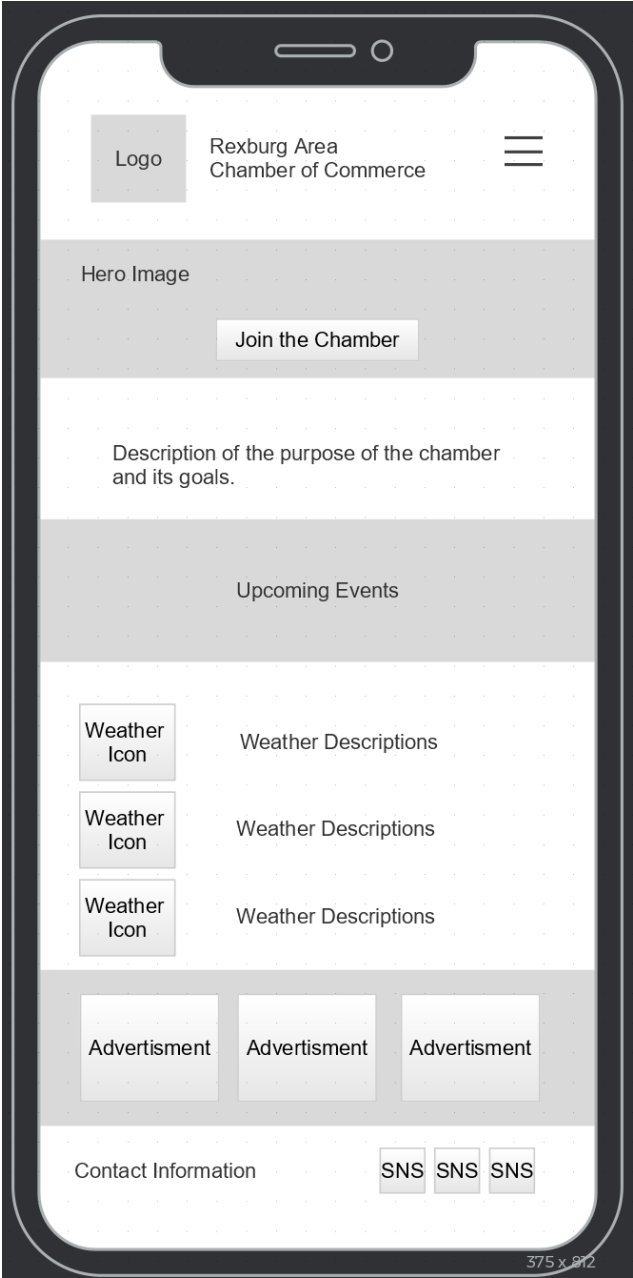 Logo
Rexburg Area
Chamber of Commerce
Hero Image
Join the Chamber
Description of the purpose of the chamber
and its goals.
Upcoming Events
Weather
Icon
Weather Descriptions
Weather
Icon
Weather Descriptions
Weather
Icon
Weather Descriptions
Advertisment
Advertisment
Advertisment
Contact Information
SNS
SNS
SNS
375 x 812